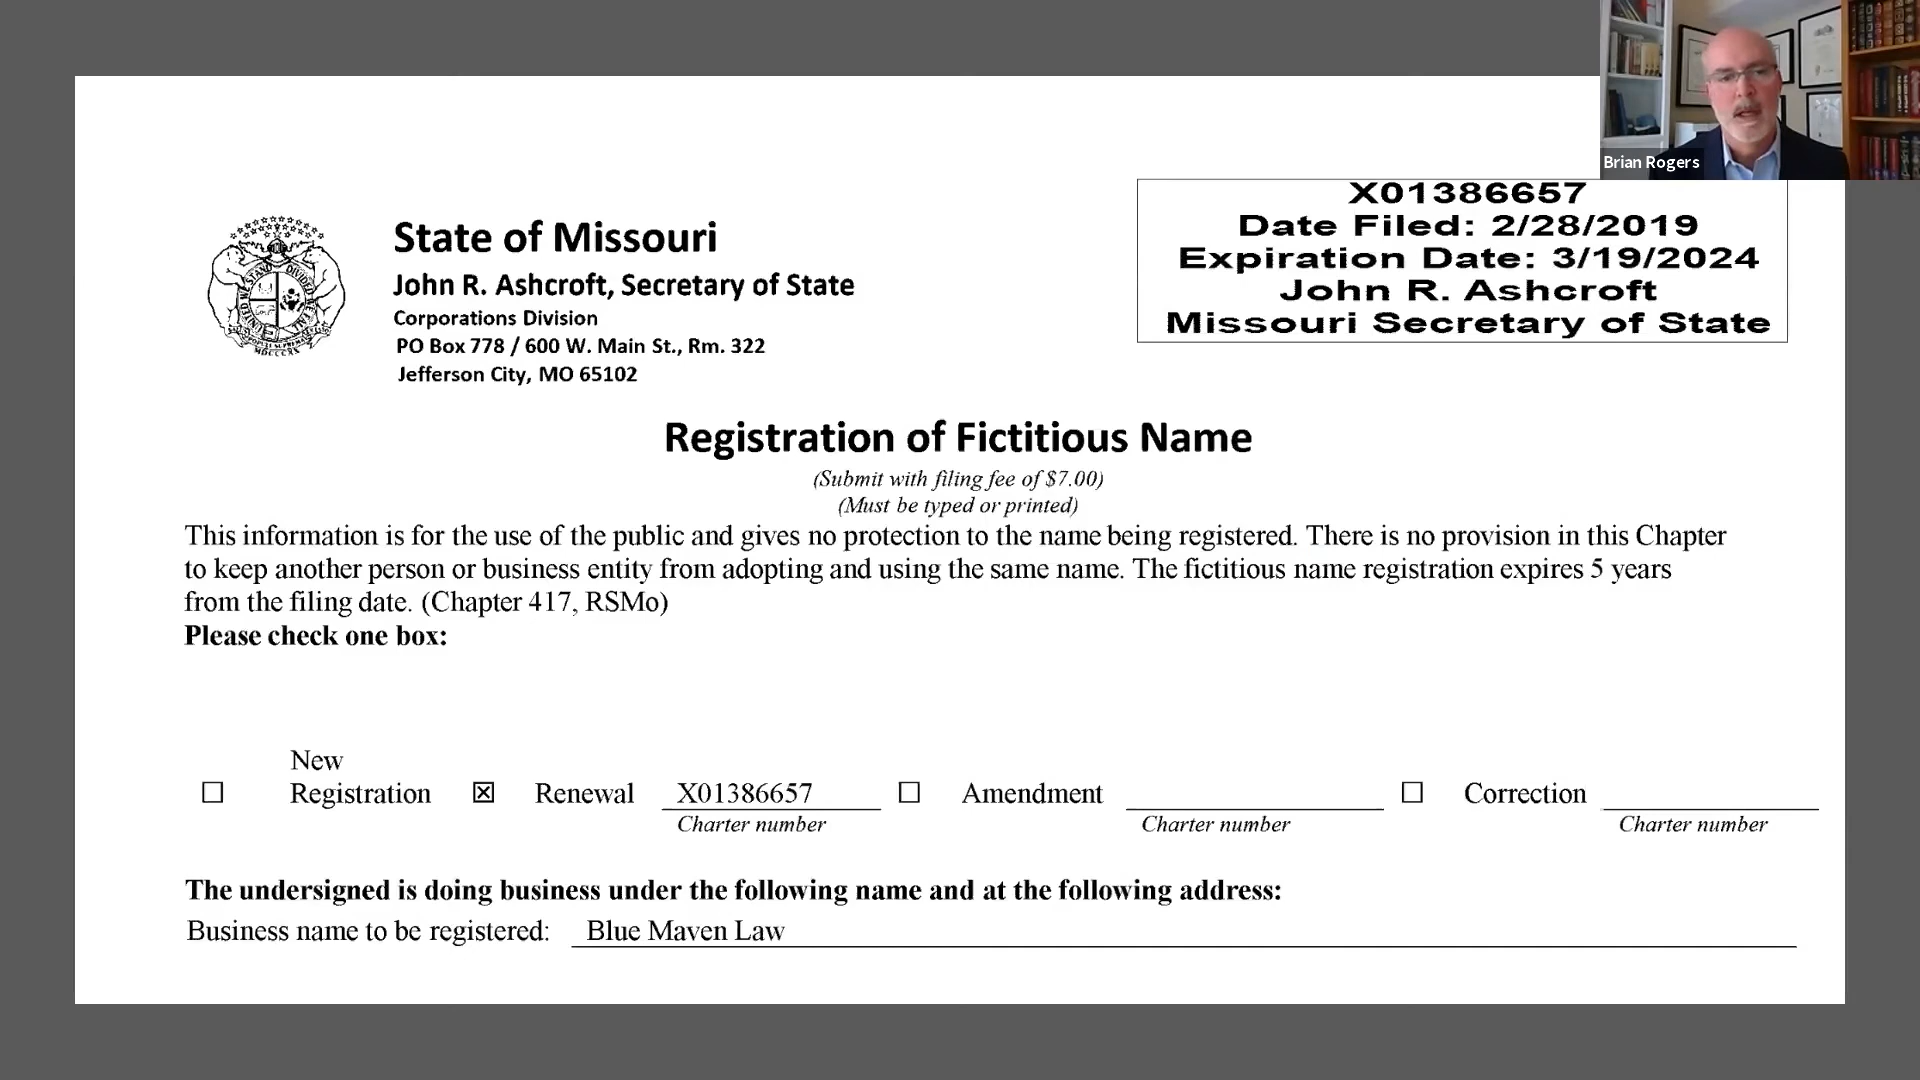 Brian Rogers
X01386657
Date Filed: 2/28/2019
Expiration Date: 3/19/2024
John R. Ashcroft
Missouri Secretary of State
State of Missouri
John R. Ashcroft, Secretary of State
Corporations Division
PO Box 778 / 600 W. Main St., Rm. 322
Jefferson City, MO 65102
Registration of Fictitious Name
(Submit with filing fee of $7.00)
(Must be typed or printed)
This information is for the use of the public and gives no protection to the name being registered. There is no provision in this Chapter
to keep another person or business entity from adopting and using the same name. The fictitious name registration expires 5 years
from the filing date. (Chapter 417, RSMo)
Please check one box:
New
Registration ☒ Renewal X01386657 ☐ Amendment ☐ Correction
Charter number Charter number Charter number
The undersigned is doing business under the following name and at the following address:
Business name to be registered: Blue Maven Law